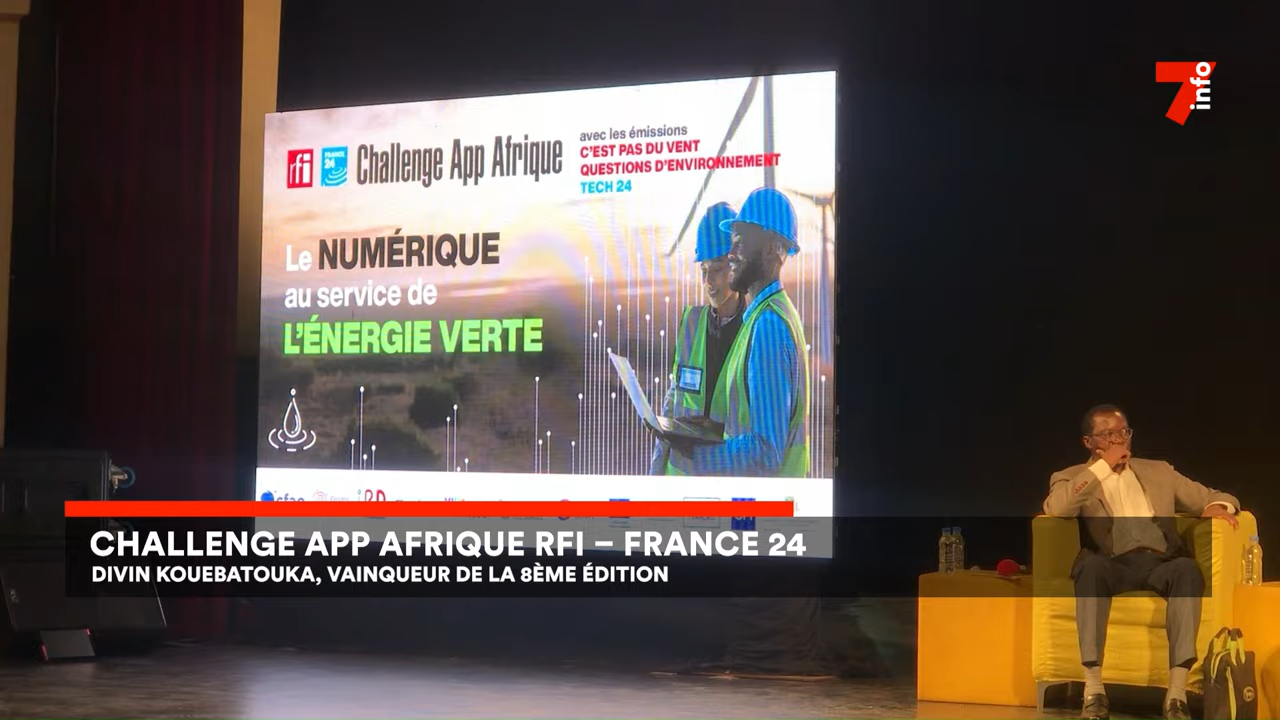 7 info
rfi
FRANCE 24
Challenge App Afrique
avec les émissions
C'EST PAS DU VENT
QUESTIONS D'ENVIRONNEMENT
TECH 24
Le NUMÉRIQUE
au service de
L'ÉNERGIE VERTE
cfao
CHALLENGE APP AFRIQUE RFI – FRANCE 24
DIVIN KOUEBATOUKA, VAINQUEUR DE LA 8ÈME ÉDITION